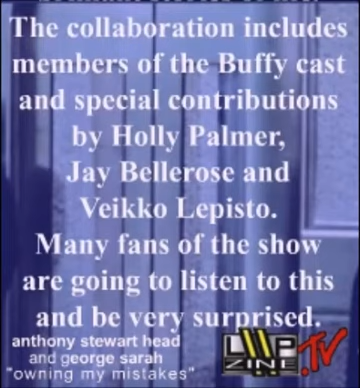 The collaboration includes
members of the Buffy cast
and special contributions
by Holly Palmer,
Jay Bellerose and
Veikko Lepisto.
Many fans of the show
are going to listen to this
and be very surprised.
anthony stewart head
and george sarah
"owning my mistakes"
ZINE.TV